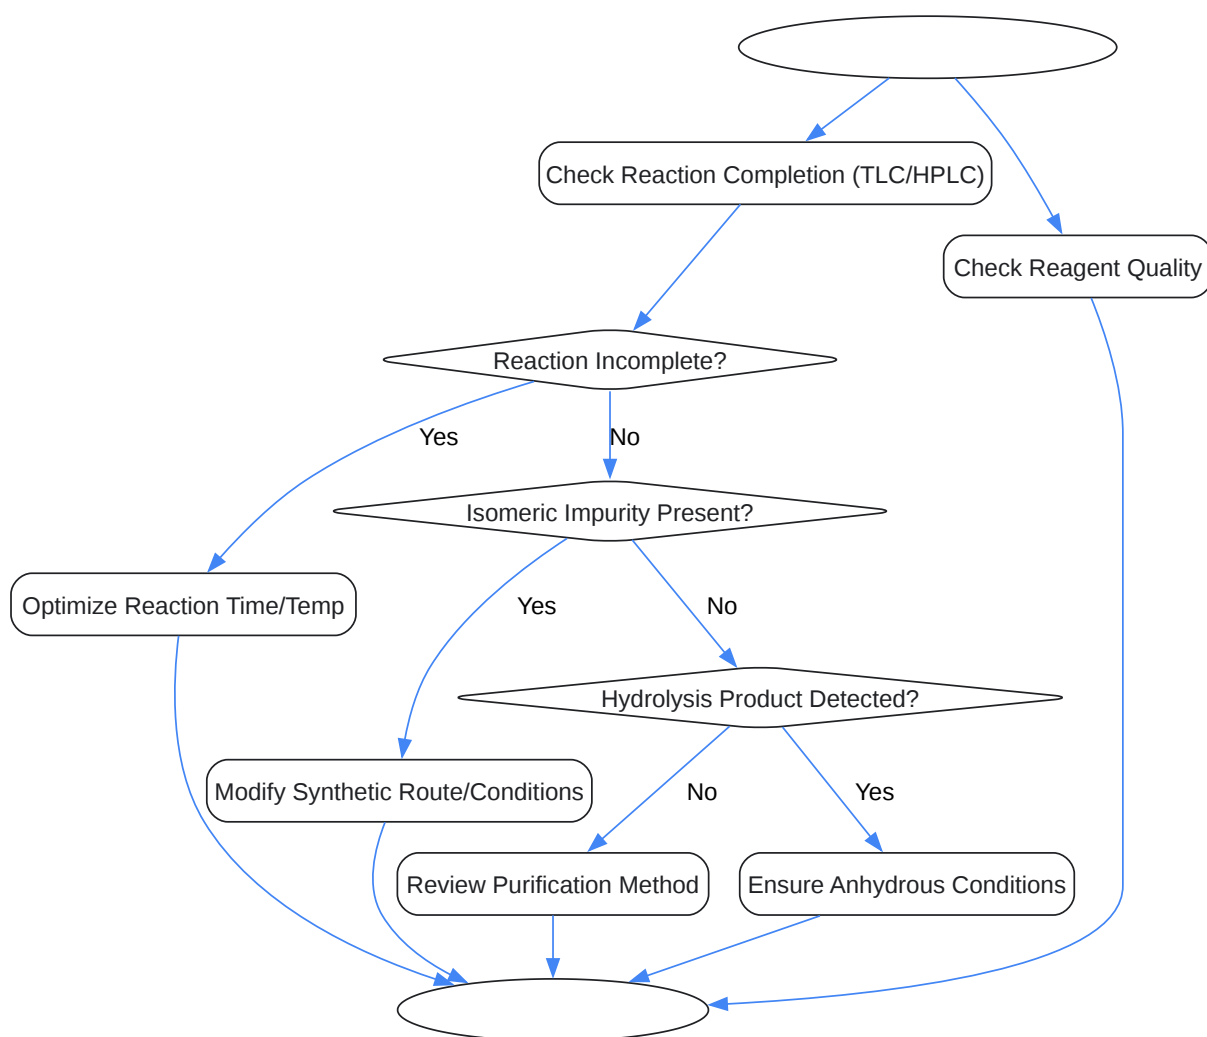 Check Reaction Completion (TLC/HPLC)
Check Reagent Quality
Reaction Incomplete?
Yes
No
Isomeric Impurity Present?
Optimize Reaction Time/Temp
Yes
No
Hydrolysis Product Detected?
Modify Synthetic Route/Conditions
No
Yes
Review Purification Method
Ensure Anhydrous Conditions